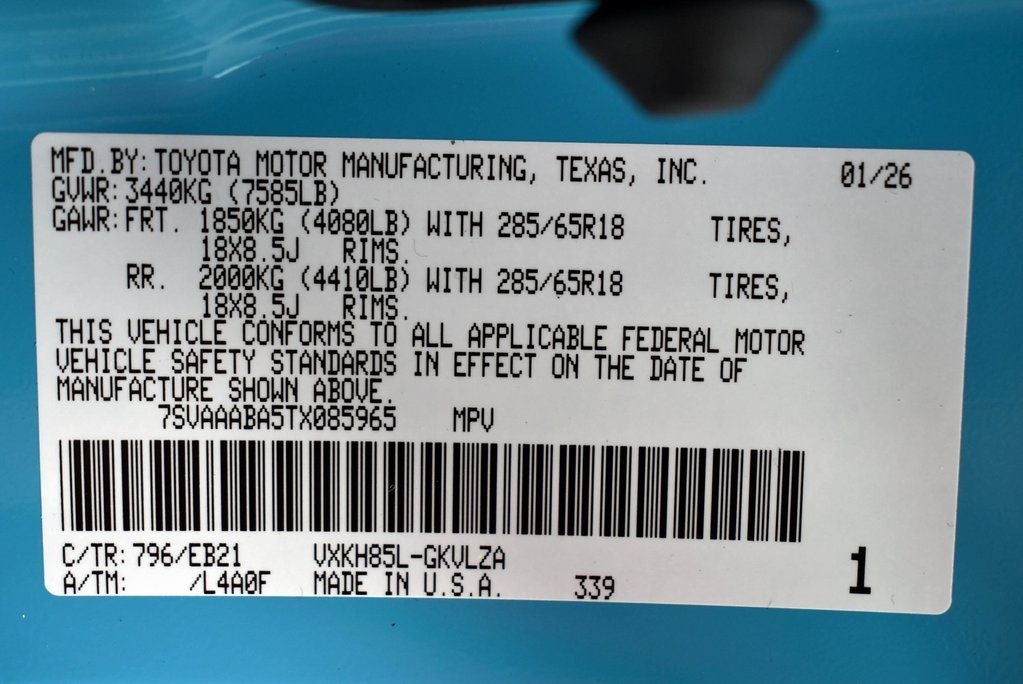 MFD.BY: TOYOTA MOTOR MANUFACTURING, TEXAS, INC. 01/26
GVWR: 3440KG (7585LB)
GAWR: FRT. 1850KG (4080LB) WITH 285/65R18 TIRES,
18X8.5J RIMS.
RR. 2000KG (4410LB) WITH 285/65R18 TIRES,
18X8.5J RIMS.
THIS VEHICLE CONFORMS TO ALL APPLICABLE FEDERAL MOTOR
VEHICLE SAFETY STANDARDS IN EFFECT ON THE DATE OF
MANUFACTURE SHOWN ABOVE.
7SVAAABA5TX085965 MPV
C/TR: 796/EB21 VXKH85L-GKVLZA
A/TM: /L4A0F MADE IN U.S.A. 339 1